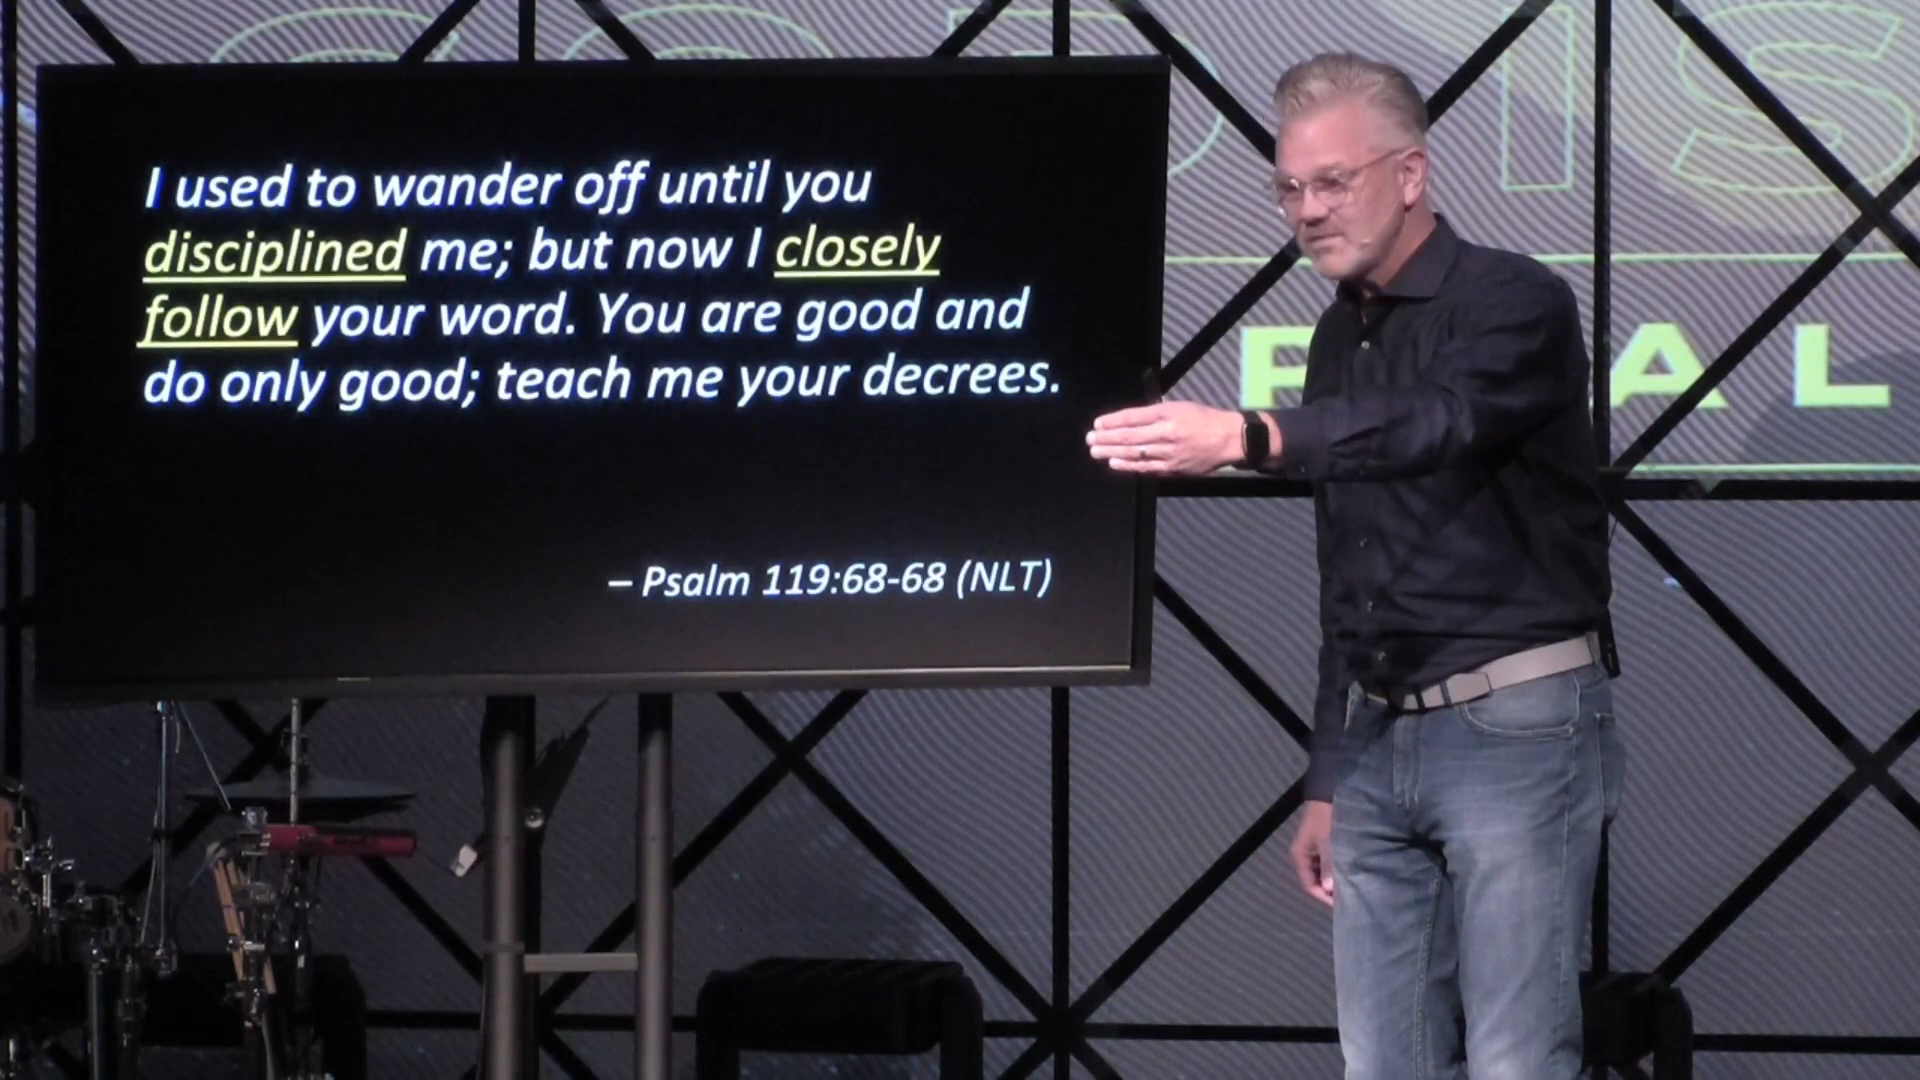 I used to wander off until you
disciplined me; but now I closely
follow your word. You are good and
do only good; teach me your decrees.
– Psalm 119:68-68 (NLT)